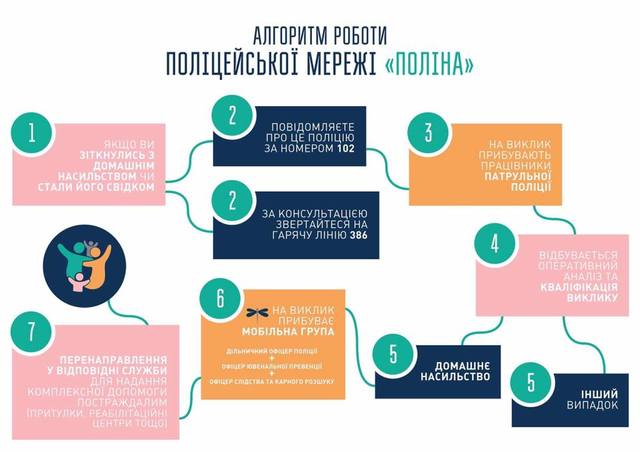 АЛГОРИТМ РОБОТИ
ПОЛІЦЕЙСЬКОЇ МЕРЕЖІ «ПОЛІНА»
1
ЯКЩО ВИ
ЗІТКНУЛИСЬ З
ДОМАШНІМ
НАСИЛЬСТВОМ ЧИ
СТАЛИ ЙОГО СВІДКОМ
2
ПОВІДОМЛЯЄТЕ
ПРО ЦЕ ПОЛІЦІЮ
ЗА НОМЕРОМ 102
2
ЗА КОНСУЛЬТАЦІЄЮ
ЗВЕРТАЙТЕСЯ НА
ГАРЯЧУ ЛІНІЮ 386
3
НА ВИКЛИК
ПРИБУВАЮТЬ
ПРАЦІВНИКИ
ПАТРУЛЬНОЇ
ПОЛІЦІЇ
4
ВІДБУВАЄТЬСЯ
ОПЕРАТИВНИЙ
АНАЛІЗ ТА
КВАЛІФІКАЦІЯ
ВИКЛИКУ
5
ДОМАШНЄ
НАСИЛЬСТВО
5
ІНШИЙ
ВИПАДОК
6
НА ВИКЛИК
ПРИБУВАЄ
МОБІЛЬНА ГРУПА
ДІЛЬНИЧНИЙ ОФІЦЕР ПОЛІЦІЇ
+
ОФІЦЕР ЮВЕНАЛЬНОЇ ПРЕВЕНЦІЇ
+
ОФІЦЕР СЛІДСТВА ТА КАРНОГО РОЗШУКУ
7
ПЕРЕНАПРАВЛЕННЯ
У ВІДПОВІДНІ СЛУЖБИ
ДЛЯ НАДАННЯ
КОМПЛЕКСНОЇ ДОПОМОГИ
ПОСТРАЖДАЛИМ
(ПРИТУЛКИ, РЕАБІЛІТАЦІЙНІ
ЦЕНТРИ ТОЩО)